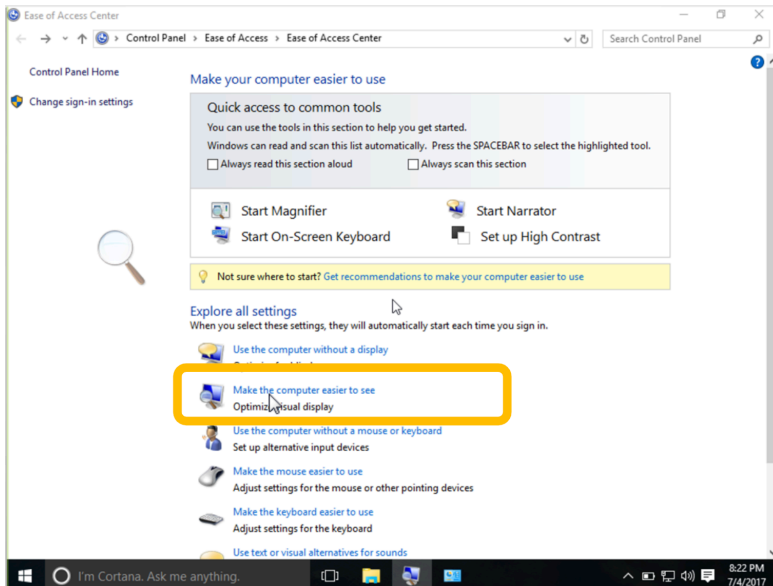 Ease of Access Center
Control Panel > Ease of Access > Ease of Access Center
Search Control Panel
Control Panel Home
Change sign-in settings
Make your computer easier to use
Quick access to common tools
You can use the tools in this section to help you get started.
Windows can read and scan this list automatically. Press the SPACEBAR to select the highlighted tool.
Always read this section aloud
Always scan this section
Start Magnifier
Start Narrator
Start On-Screen Keyboard
Set up High Contrast
Not sure where to start? Get recommendations to make your computer easier to use
Explore all settings
When you select these settings, they will automatically start each time you sign in.
Use the computer without a display
Make the computer easier to see
Optimize visual display
Use the computer without a mouse or keyboard
Set up alternative input devices
Make the mouse easier to use
Adjust settings for the mouse or other pointing devices
Make the keyboard easier to use
Adjust settings for the keyboard
Use text or visual alternatives for sounds
I'm Cortana. Ask me anything.
8:22 PM
7/4/2017